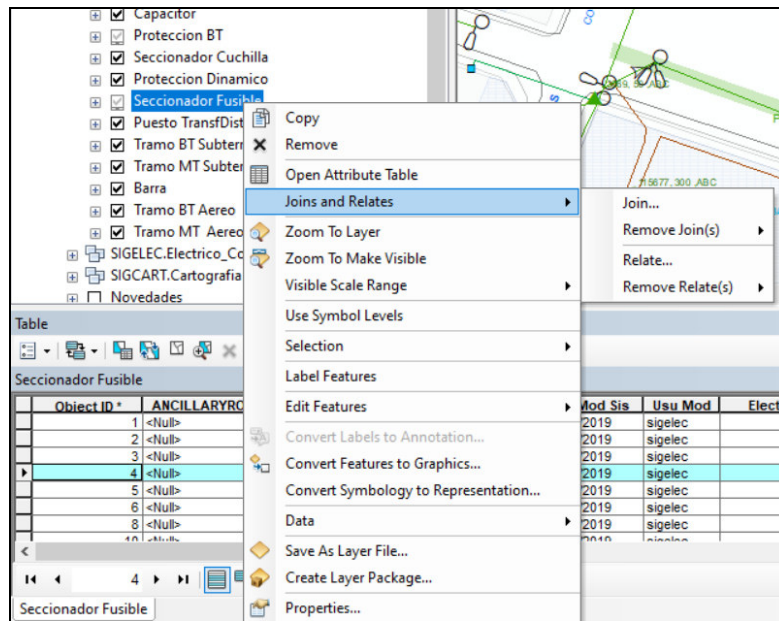 Capacitor
Proteccion BT
Seccionador Cuchilla
Proteccion Dinamico
Seccionador Fusible
Puesto TransfDist
Tramo BT Subterr
Tramo MT Subter
Barra
Tramo BT Aereo
Tramo MT Aereo
SIGELEC.Electrico_Co
SIGCART.Cartografia
Novedades
Copy
Remove
Open Attribute Table
Joins and Relates
Zoom To Layer
Zoom To Make Visible
Visible Scale Range
Use Symbol Levels
Selection
Label Features
Edit Features
Convert Labels to Annotation...
Convert Features to Graphics...
Convert Symbology to Representation...
Data
Save As Layer File...
Create Layer Package...
Properties...
Join...
Remove Join(s)
Relate...
Remove Relate(s)
CO
S
,ABC
15677, 300 ,ABC
Table
Seccionador Fusible
Object ID * ANCILLARYRO Mod Sis Usu Mod Elect
1 <Null> /2019 sigelec
2 <Null> /2019 sigelec
3 <Null> /2019 sigelec
4 <Null> /2019 sigelec
5 <Null> /2019 sigelec
6 <Null> /2019 sigelec
8 <Null> /2019 sigelec
10 <Null> /2019 sigelec
4
Seccionador Fusible